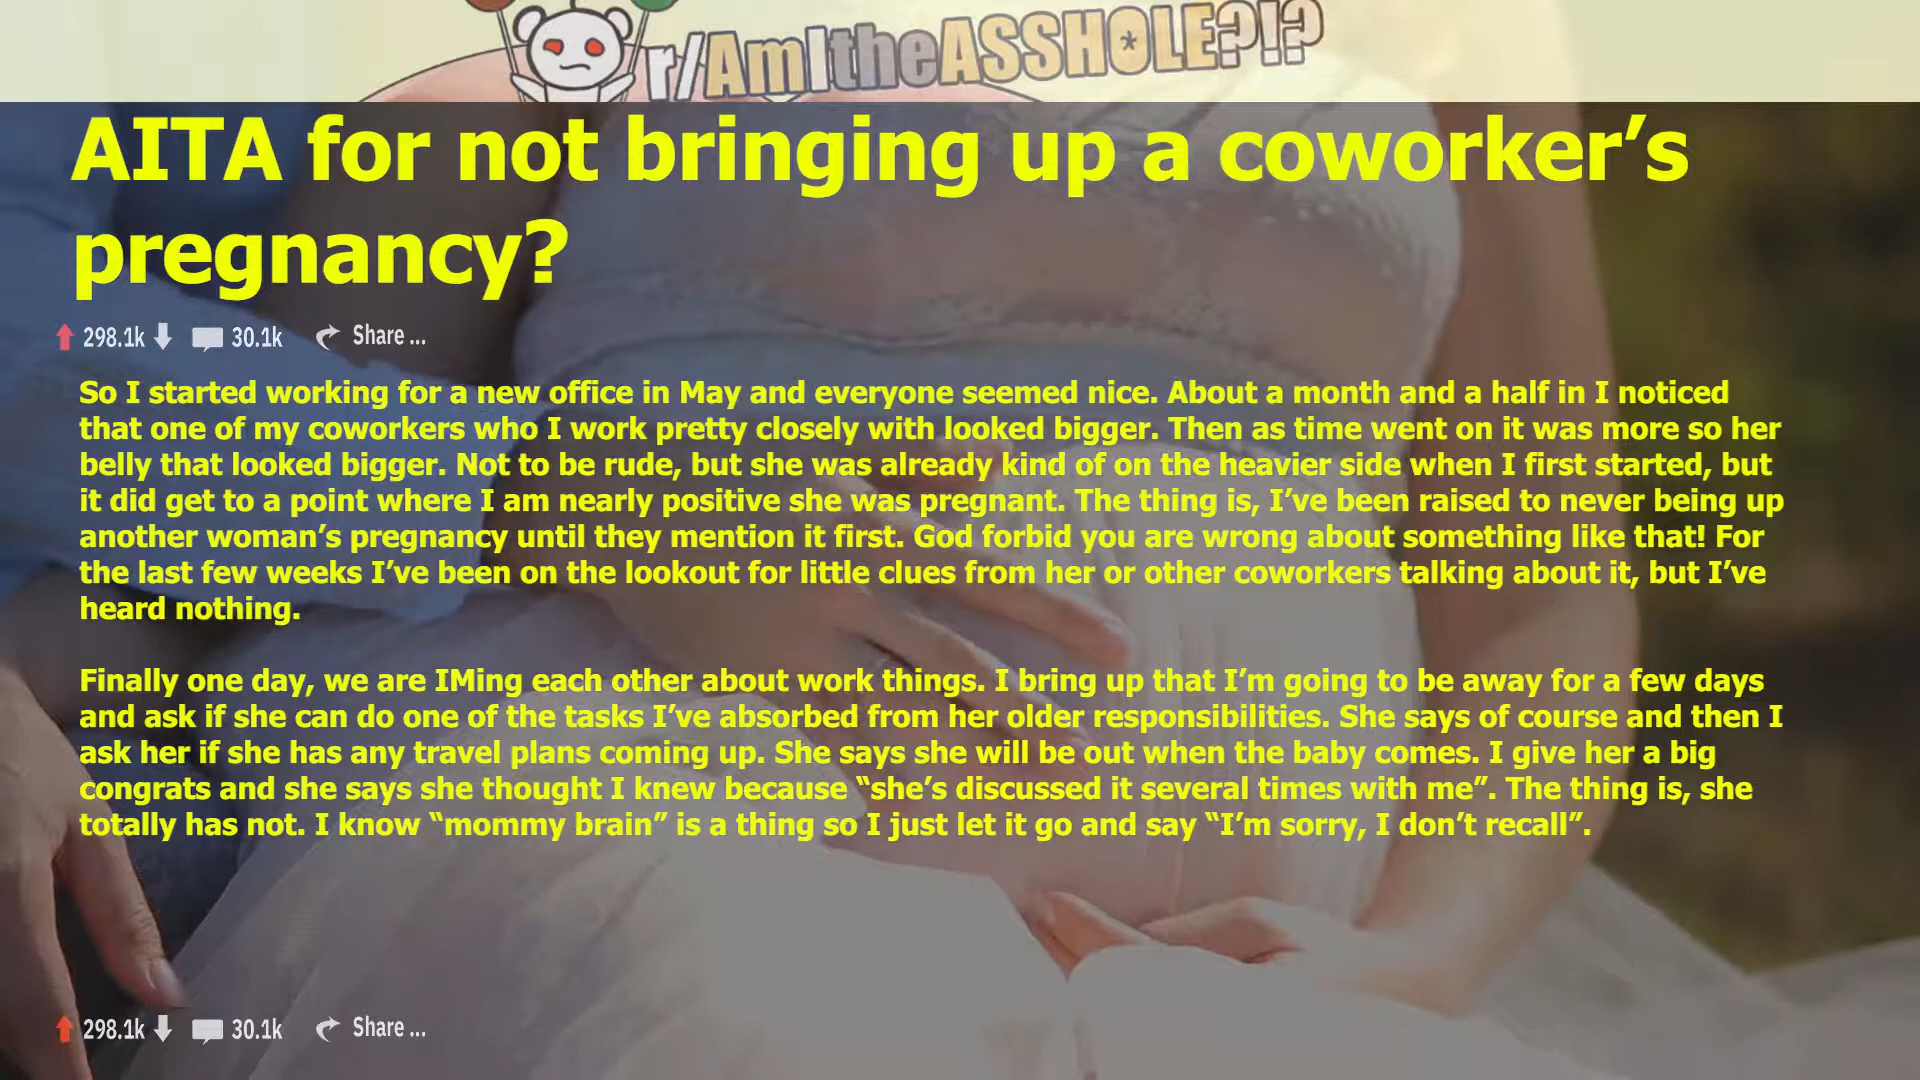 r/AmItheASSHOLE?!?
AITA for not bringing up a coworker’s
pregnancy?
298.1k 30.1k Share ...
So I started working for a new office in May and everyone seemed nice. About a month and a half in I noticed
that one of my coworkers who I work pretty closely with looked bigger. Then as time went on it was more so her
belly that looked bigger. Not to be rude, but she was already kind of on the heavier side when I first started, but
it did get to a point where I am nearly positive she was pregnant. The thing is, I’ve been raised to never being up
another woman’s pregnancy until they mention it first. God forbid you are wrong about something like that! For
the last few weeks I’ve been on the lookout for little clues from her or other coworkers talking about it, but I’ve
heard nothing.
Finally one day, we are IMing each other about work things. I bring up that I’m going to be away for a few days
and ask if she can do one of the tasks I’ve absorbed from her older responsibilities. She says of course and then I
ask her if she has any travel plans coming up. She says she will be out when the baby comes. I give her a big
congrats and she says she thought I knew because “she’s discussed it several times with me”. The thing is, she
totally has not. I know “mommy brain” is a thing so I just let it go and say “I’m sorry, I don’t recall”.
298.1k 30.1k Share ...